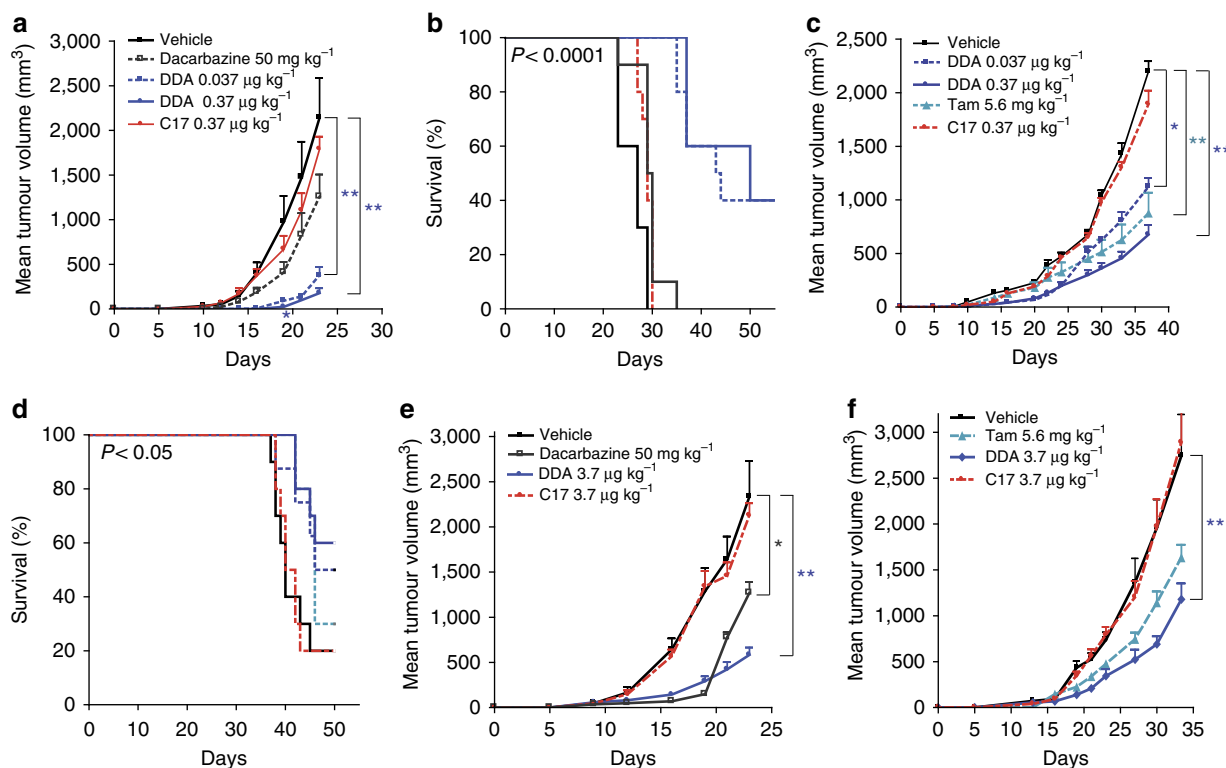 a
Vehicle
Dacarbazine 50 mg kg⁻¹
DDA 0.037 µg kg⁻¹
DDA 0.37 µg kg⁻¹
C17 0.37 µg kg⁻¹
Mean tumour volume (mm³)
3,000
2,500
2,000
1,500
1,000
500
0
**
**
*
0 5 10 15 20 25 30
Days
b
P< 0.0001
Survival (%)
100
80
60
40
20
0
0 10 20 30 40 50
Days
c
Vehicle
DDA 0.037 µg kg⁻¹
DDA 0.37 µg kg⁻¹
Tam 5.6 mg kg⁻¹
C17 0.37 µg kg⁻¹
Mean tumour volume (mm³)
2,500
2,000
1,500
1,000
500
0
*
**
**
0 5 10 15 20 25 30 35 40
Days
d
P< 0.05
Survival (%)
100
80
60
40
20
0
0 10 20 30 40 50
Days
e
Vehicle
Dacarbazine 50 mg kg⁻¹
DDA 3.7 µg kg⁻¹
C17 3.7 µg kg⁻¹
Mean tumour volume (mm³)
3,000
2,500
2,000
1,500
1,000
500
0
*
**
0 5 10 15 20 25
Days
f
Vehicle
Tam 5.6 mg kg⁻¹
DDA 3.7 µg kg⁻¹
C17 3.7 µg kg⁻¹
Mean tumour volume (mm³)
3,000
2,500
2,000
1,500
1,000
500
0
**
0 5 10 15 20 25 30 35
Days